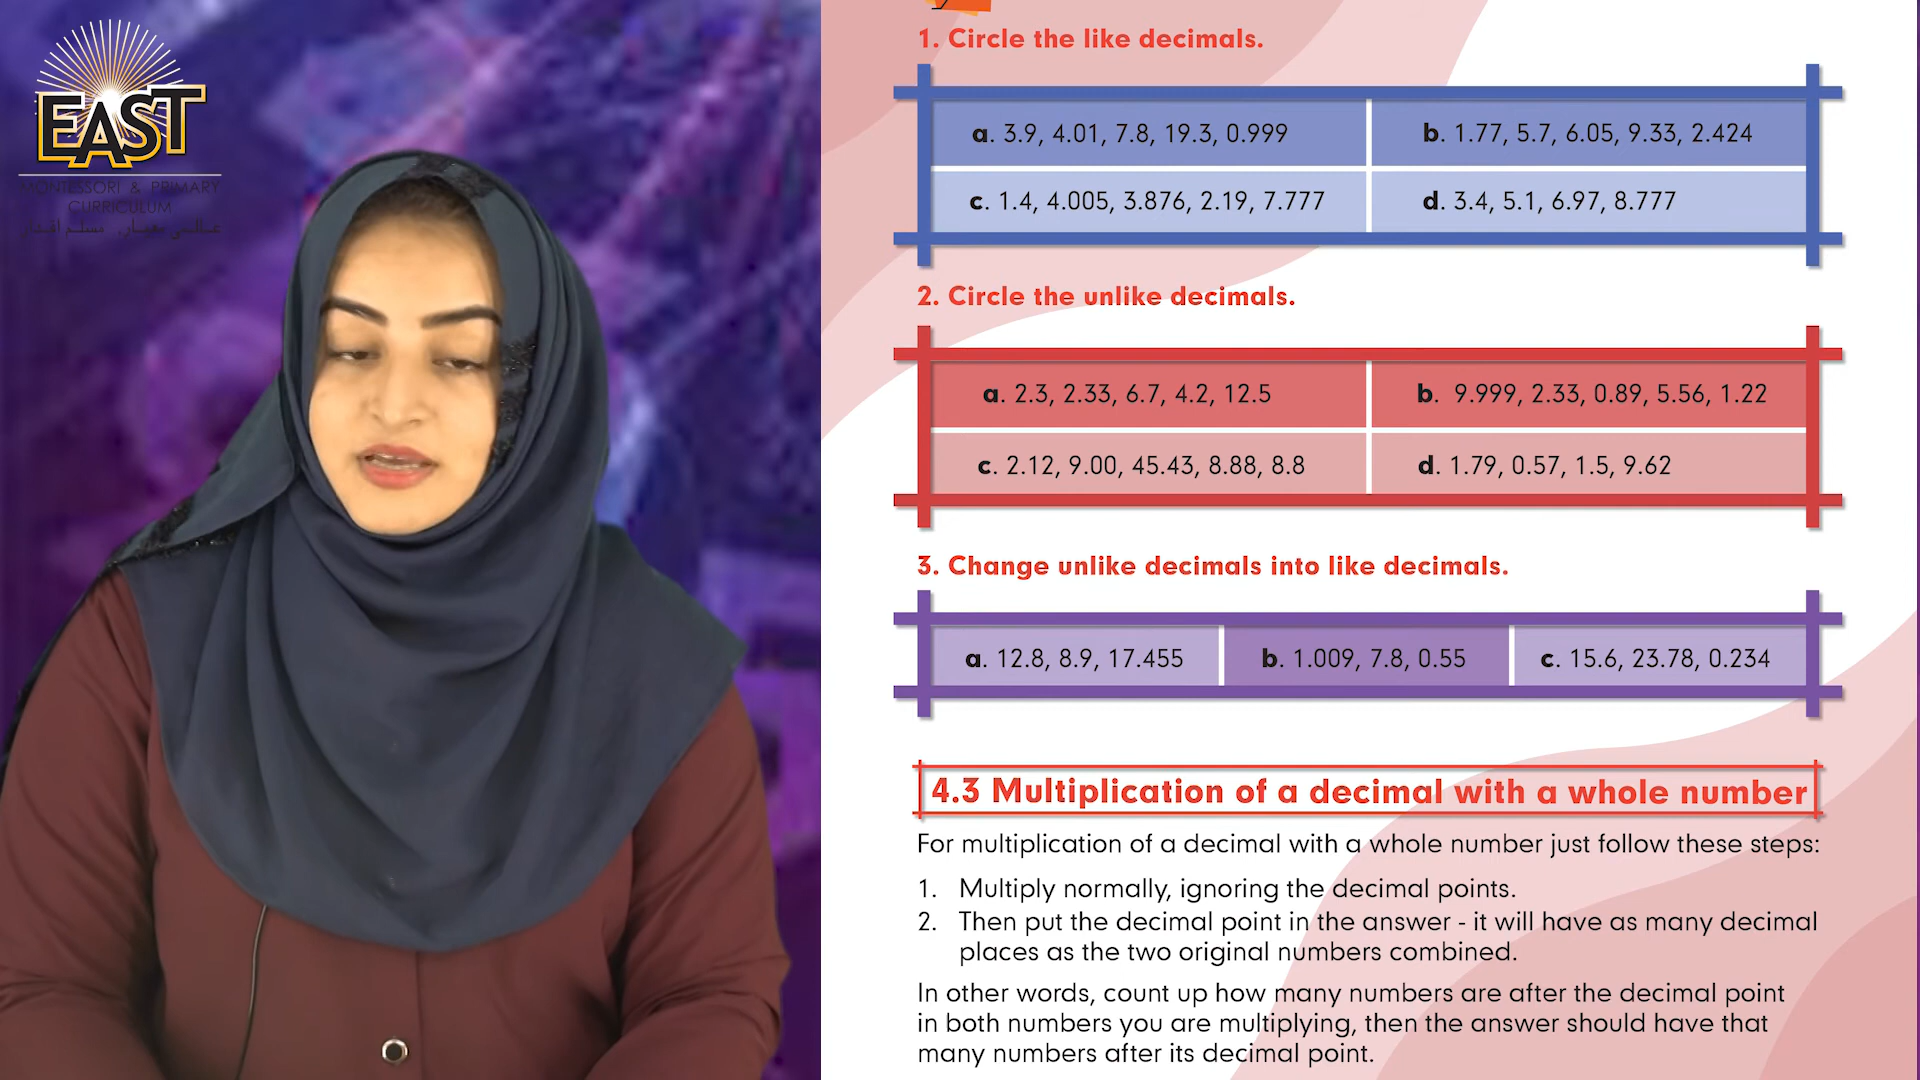 EAST
MONTESSORI & PRIMARY
CURRICULUM
عالمی معیار، مسلم اقدار
1. Circle the like decimals.
a. 3.9, 4.01, 7.8, 19.3, 0.999
b. 1.77, 5.7, 6.05, 9.33, 2.424
c. 1.4, 4.005, 3.876, 2.19, 7.777
d. 3.4, 5.1, 6.97, 8.777
2. Circle the unlike decimals.
a. 2.3, 2.33, 6.7, 4.2, 12.5
b. 9.999, 2.33, 0.89, 5.56, 1.22
c. 2.12, 9.00, 45.43, 8.88, 8.8
d. 1.79, 0.57, 1.5, 9.62
3. Change unlike decimals into like decimals.
a. 12.8, 8.9, 17.455
b. 1.009, 7.8, 0.55
c. 15.6, 23.78, 0.234
4.3 Multiplication of a decimal with a whole number
For multiplication of a decimal with a whole number just follow these steps:
1. Multiply normally, ignoring the decimal points.
2. Then put the decimal point in the answer - it will have as many decimal
places as the two original numbers combined.
In other words, count up how many numbers are after the decimal point
in both numbers you are multiplying, then the answer should have that
many numbers after its decimal point.